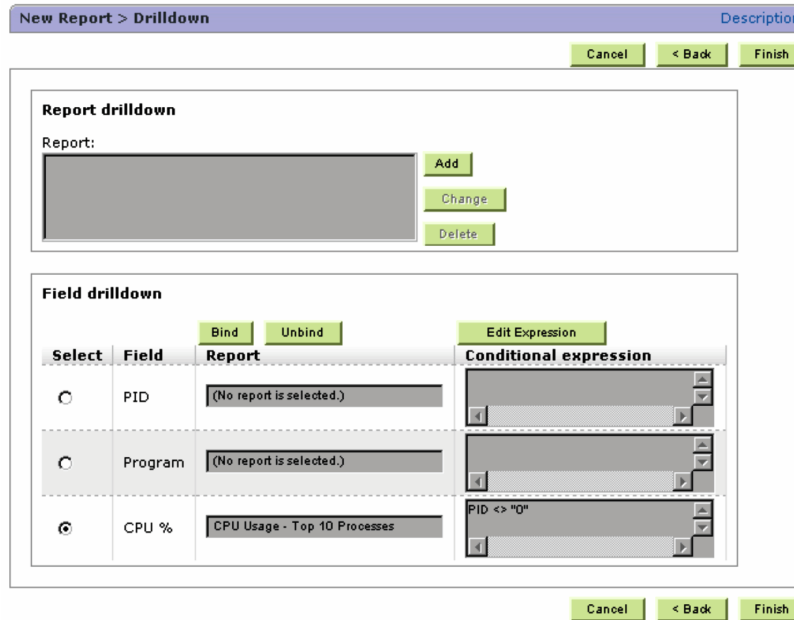 New Report > Drilldown Description
Cancel < Back Finish
Report drilldown
Report:
Add
Change
Delete
Field drilldown
Bind Unbind Edit Expression
Select Field Report Conditional expression
PID (No report is selected.)
Program (No report is selected.)
CPU % CPU Usage - Top 10 Processes PID <> "0"
Cancel < Back Finish